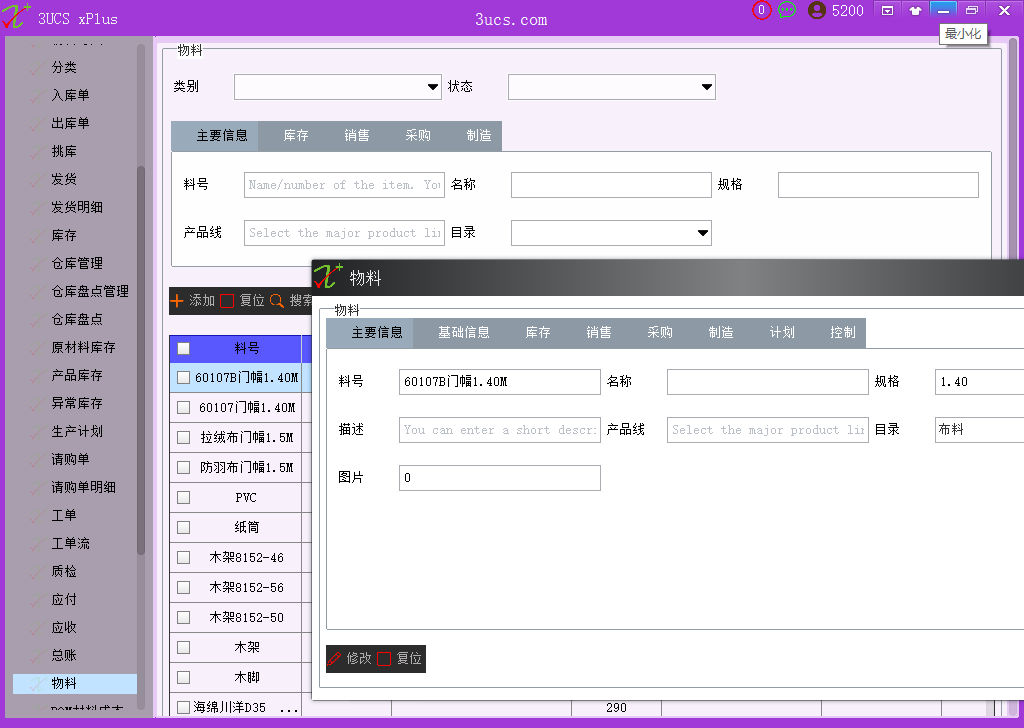 3UCS xPlus
3ucs.com
0
5200
最小化
分类
入库单
出库单
挑库
发货
发货明细
库存
仓库管理
仓库盘点管理
仓库盘点
原材料库存
产品库存
异常库存
生产计划
请购单
请购单明细
工单
工单流
质检
应付
应收
总账
物料
BOM材料成本
物料
类别
状态
主要信息 库存 销售 采购 制造
料号 Name/number of the item. You 名称 规格
产品线 Select the major product lin 目录
添加 复位 搜索
料号
60107B门幅1.40M
60107门幅1.40M
拉绒布门幅1.5M
防羽布门幅1.5M
PVC
纸筒
木架8152-46
木架8152-56
木架8152-50
木架
木脚
海绵川洋D35 ...
290
物料
物料
主要信息 基础信息 库存 销售 采购 制造 计划 控制
料号 60107B门幅1.40M 名称 规格 1.40
描述 You can enter a short descri 产品线 Select the major product lin 目录 布料
图片 0
修改 复位